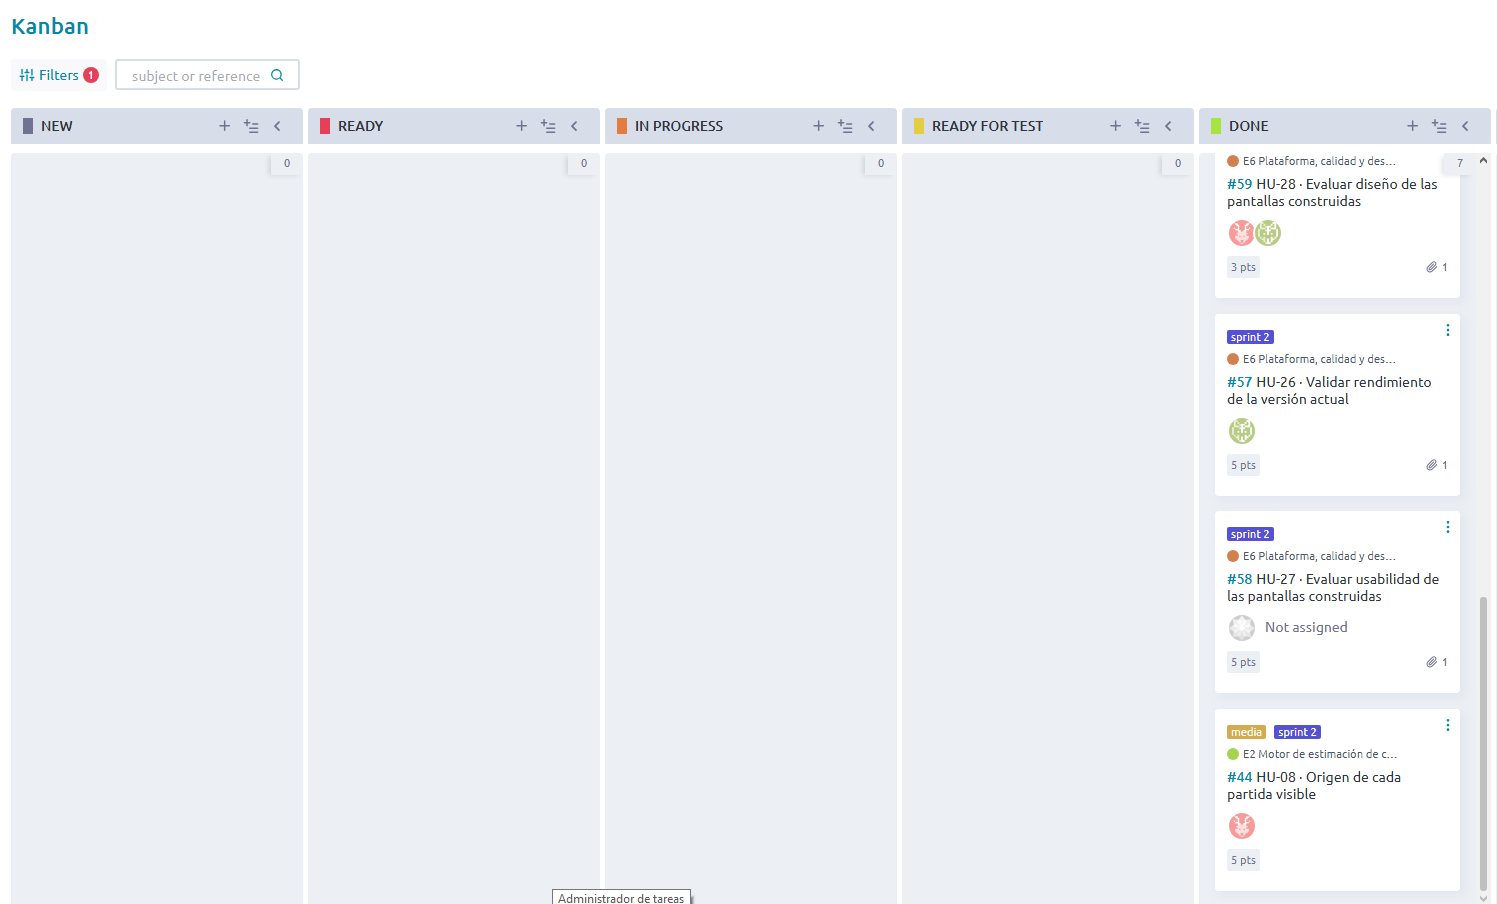 Kanban
Filters 1
subject or reference
NEW
READY
IN PROGRESS
READY FOR TEST
DONE
0
0
0
0
7
E6 Plataforma, calidad y des...
#59 HU-28 · Evaluar diseño de las
pantallas construidas
3 pts
1
sprint 2
E6 Plataforma, calidad y des...
#57 HU-26 · Validar rendimiento
de la versión actual
5 pts
1
sprint 2
E6 Plataforma, calidad y des...
#58 HU-27 · Evaluar usabilidad de
las pantallas construidas
Not assigned
5 pts
1
media sprint 2
E2 Motor de estimación de c...
#44 HU-08 · Origen de cada
partida visible
5 pts
Administrador de tareas